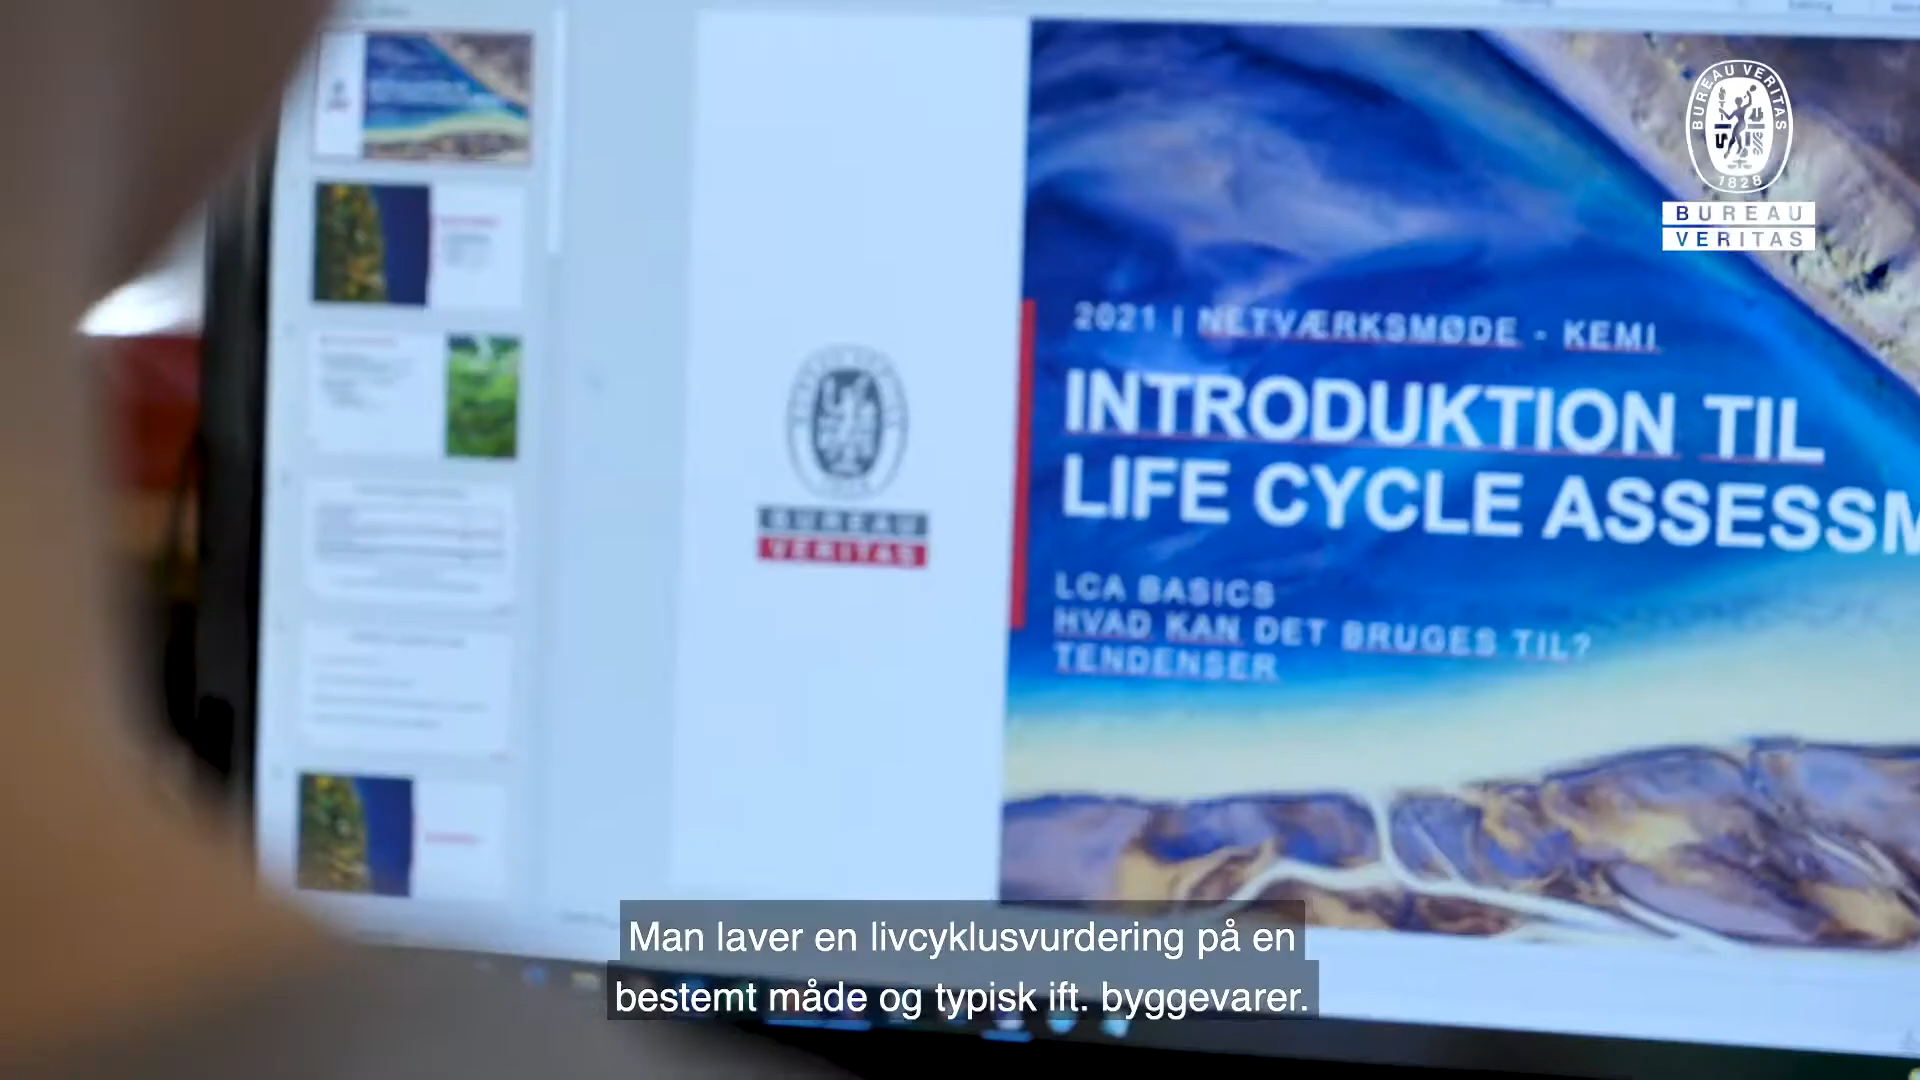 BUREAU VERITAS
1828
BUREAU
VERITAS
BUREAU
VERITAS
2021 | NETVÆRKSMØDE - KEMI
INTRODUKTION TIL
LIFE CYCLE ASSESSM
LCA BASICS
HVAD KAN DET BRUGES TIL?
TENDENSER
Man laver en livcyklusvurdering på en
bestemt måde og typisk ift. byggevarer.